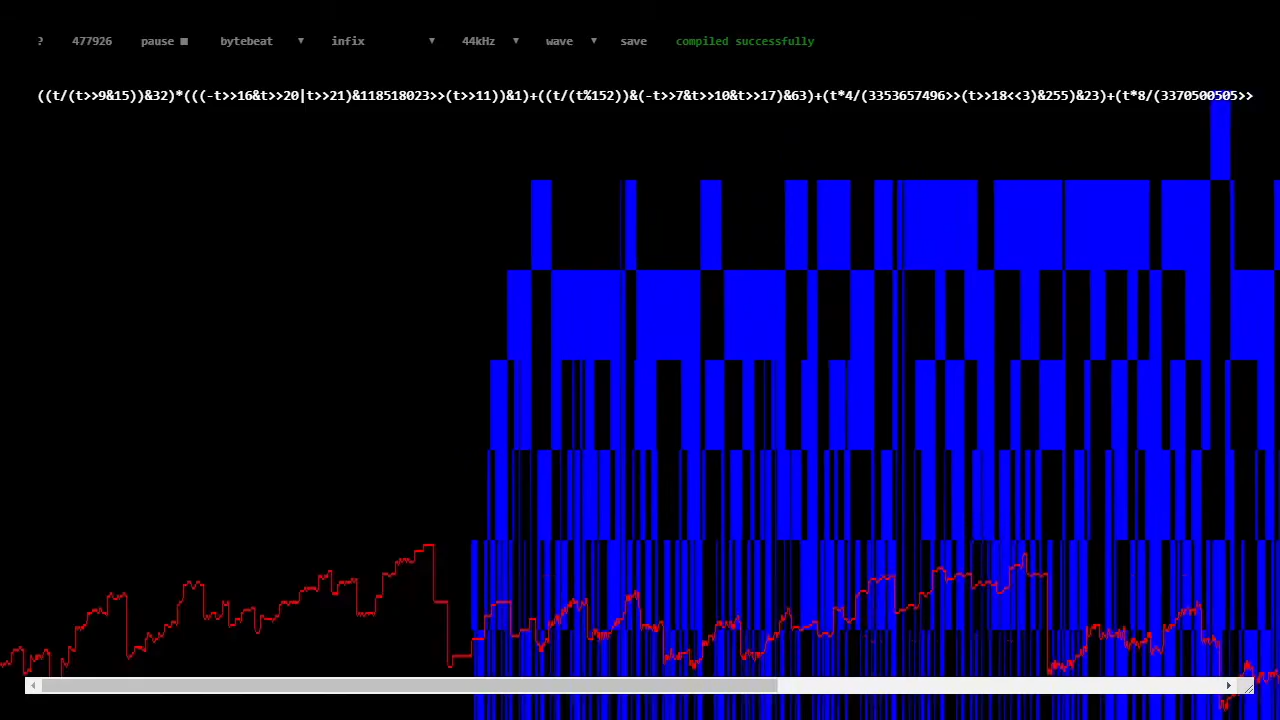 ? 477926 pause ■ bytebeat ▼ infix ▼ 44kHz ▼ wave ▼ save compiled successfully
((t/(t>>9&15))&32)*(((-t>>16&t>>20|t>>21)&118518023>>(t>>11))&1)+((t/(t%152))&(-t>>7&t>>10&t>>17)&63)+(t*4/(3353657496>>(t>>18<<3)&255)&23)+(t*8/(3370500505>>